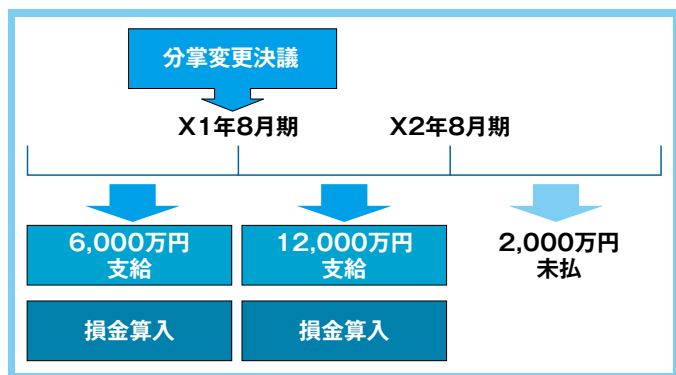 分掌変更決議
X1年8月期
X2年8月期
6,000万円
支給
12,000万円
支給
2,000万円
未払
損金算入
損金算入